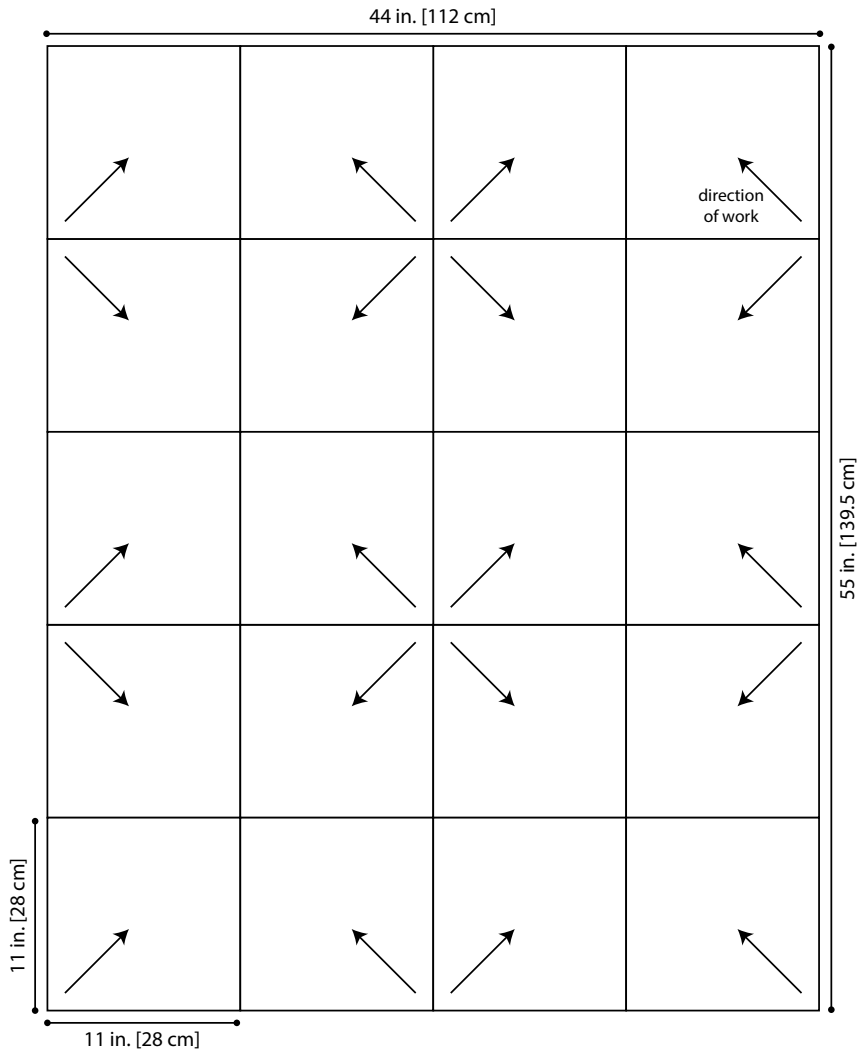 44 in. [112 cm]
direction
of work
55 in. [139.5 cm]
11 in. [28 cm]
11 in. [28 cm]